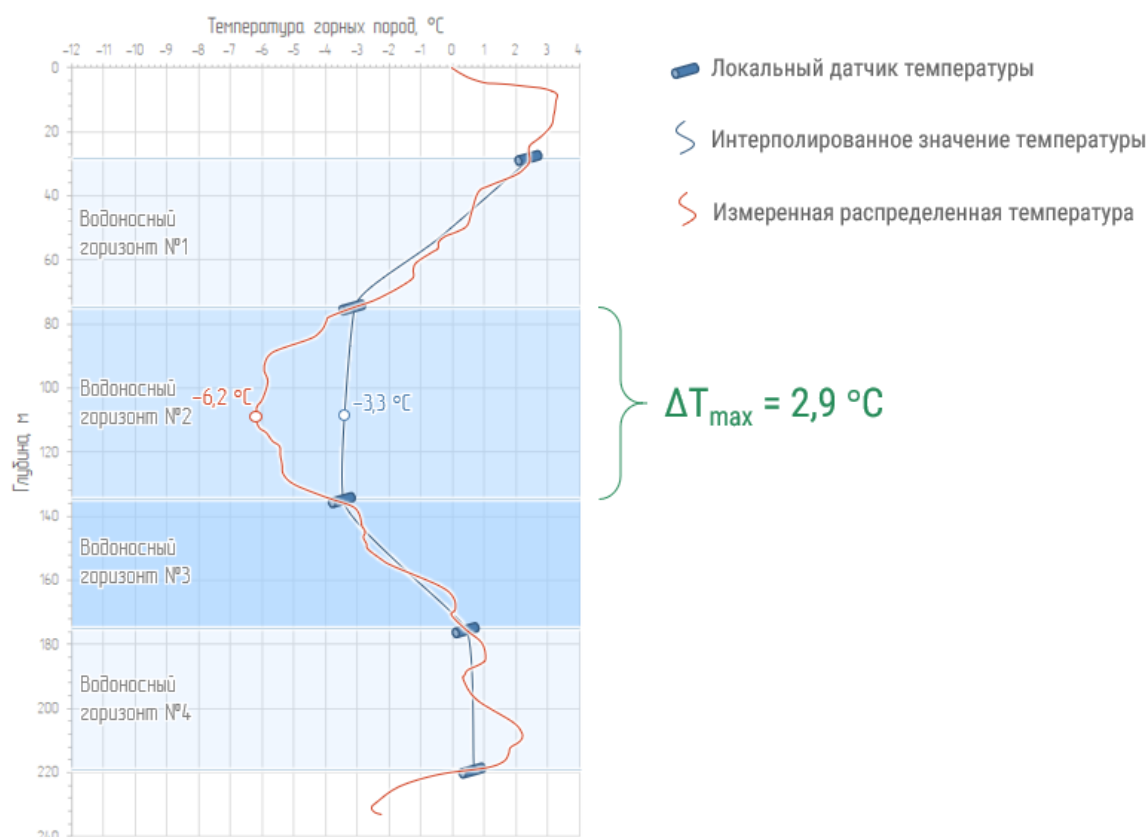 Температура горных пород, °C
-12 -11 -10 -9 -8 -7 -6 -5 -4 -3 -2 -1 0 1 2 3 4
0
20
40
60
80
100
120
140
160
180
200
220
240
Глубина, м
Водоносный
горизонт №1
Водоносный
горизонт №2
Водоносный
горизонт №3
Водоносный
горизонт №4
-6,2 °C
-3,3 °C
Локальный датчик температуры
Интерполированное значение температуры
Измеренная распределенная температура
ΔTmax = 2,9 °C